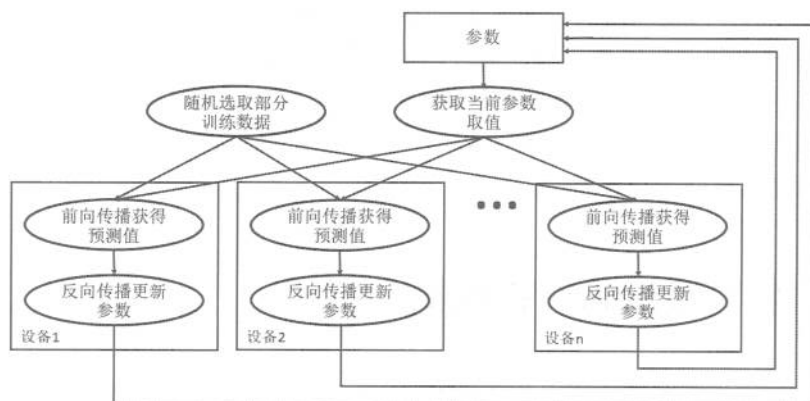 参数
随机选取部分
训练数据
获取当前参数
取值
前向传播获得
预测值
反向传播更新
参数
设备1
前向传播获得
预测值
反向传播更新
参数
设备2
前向传播获得
预测值
反向传播更新
参数
设备n